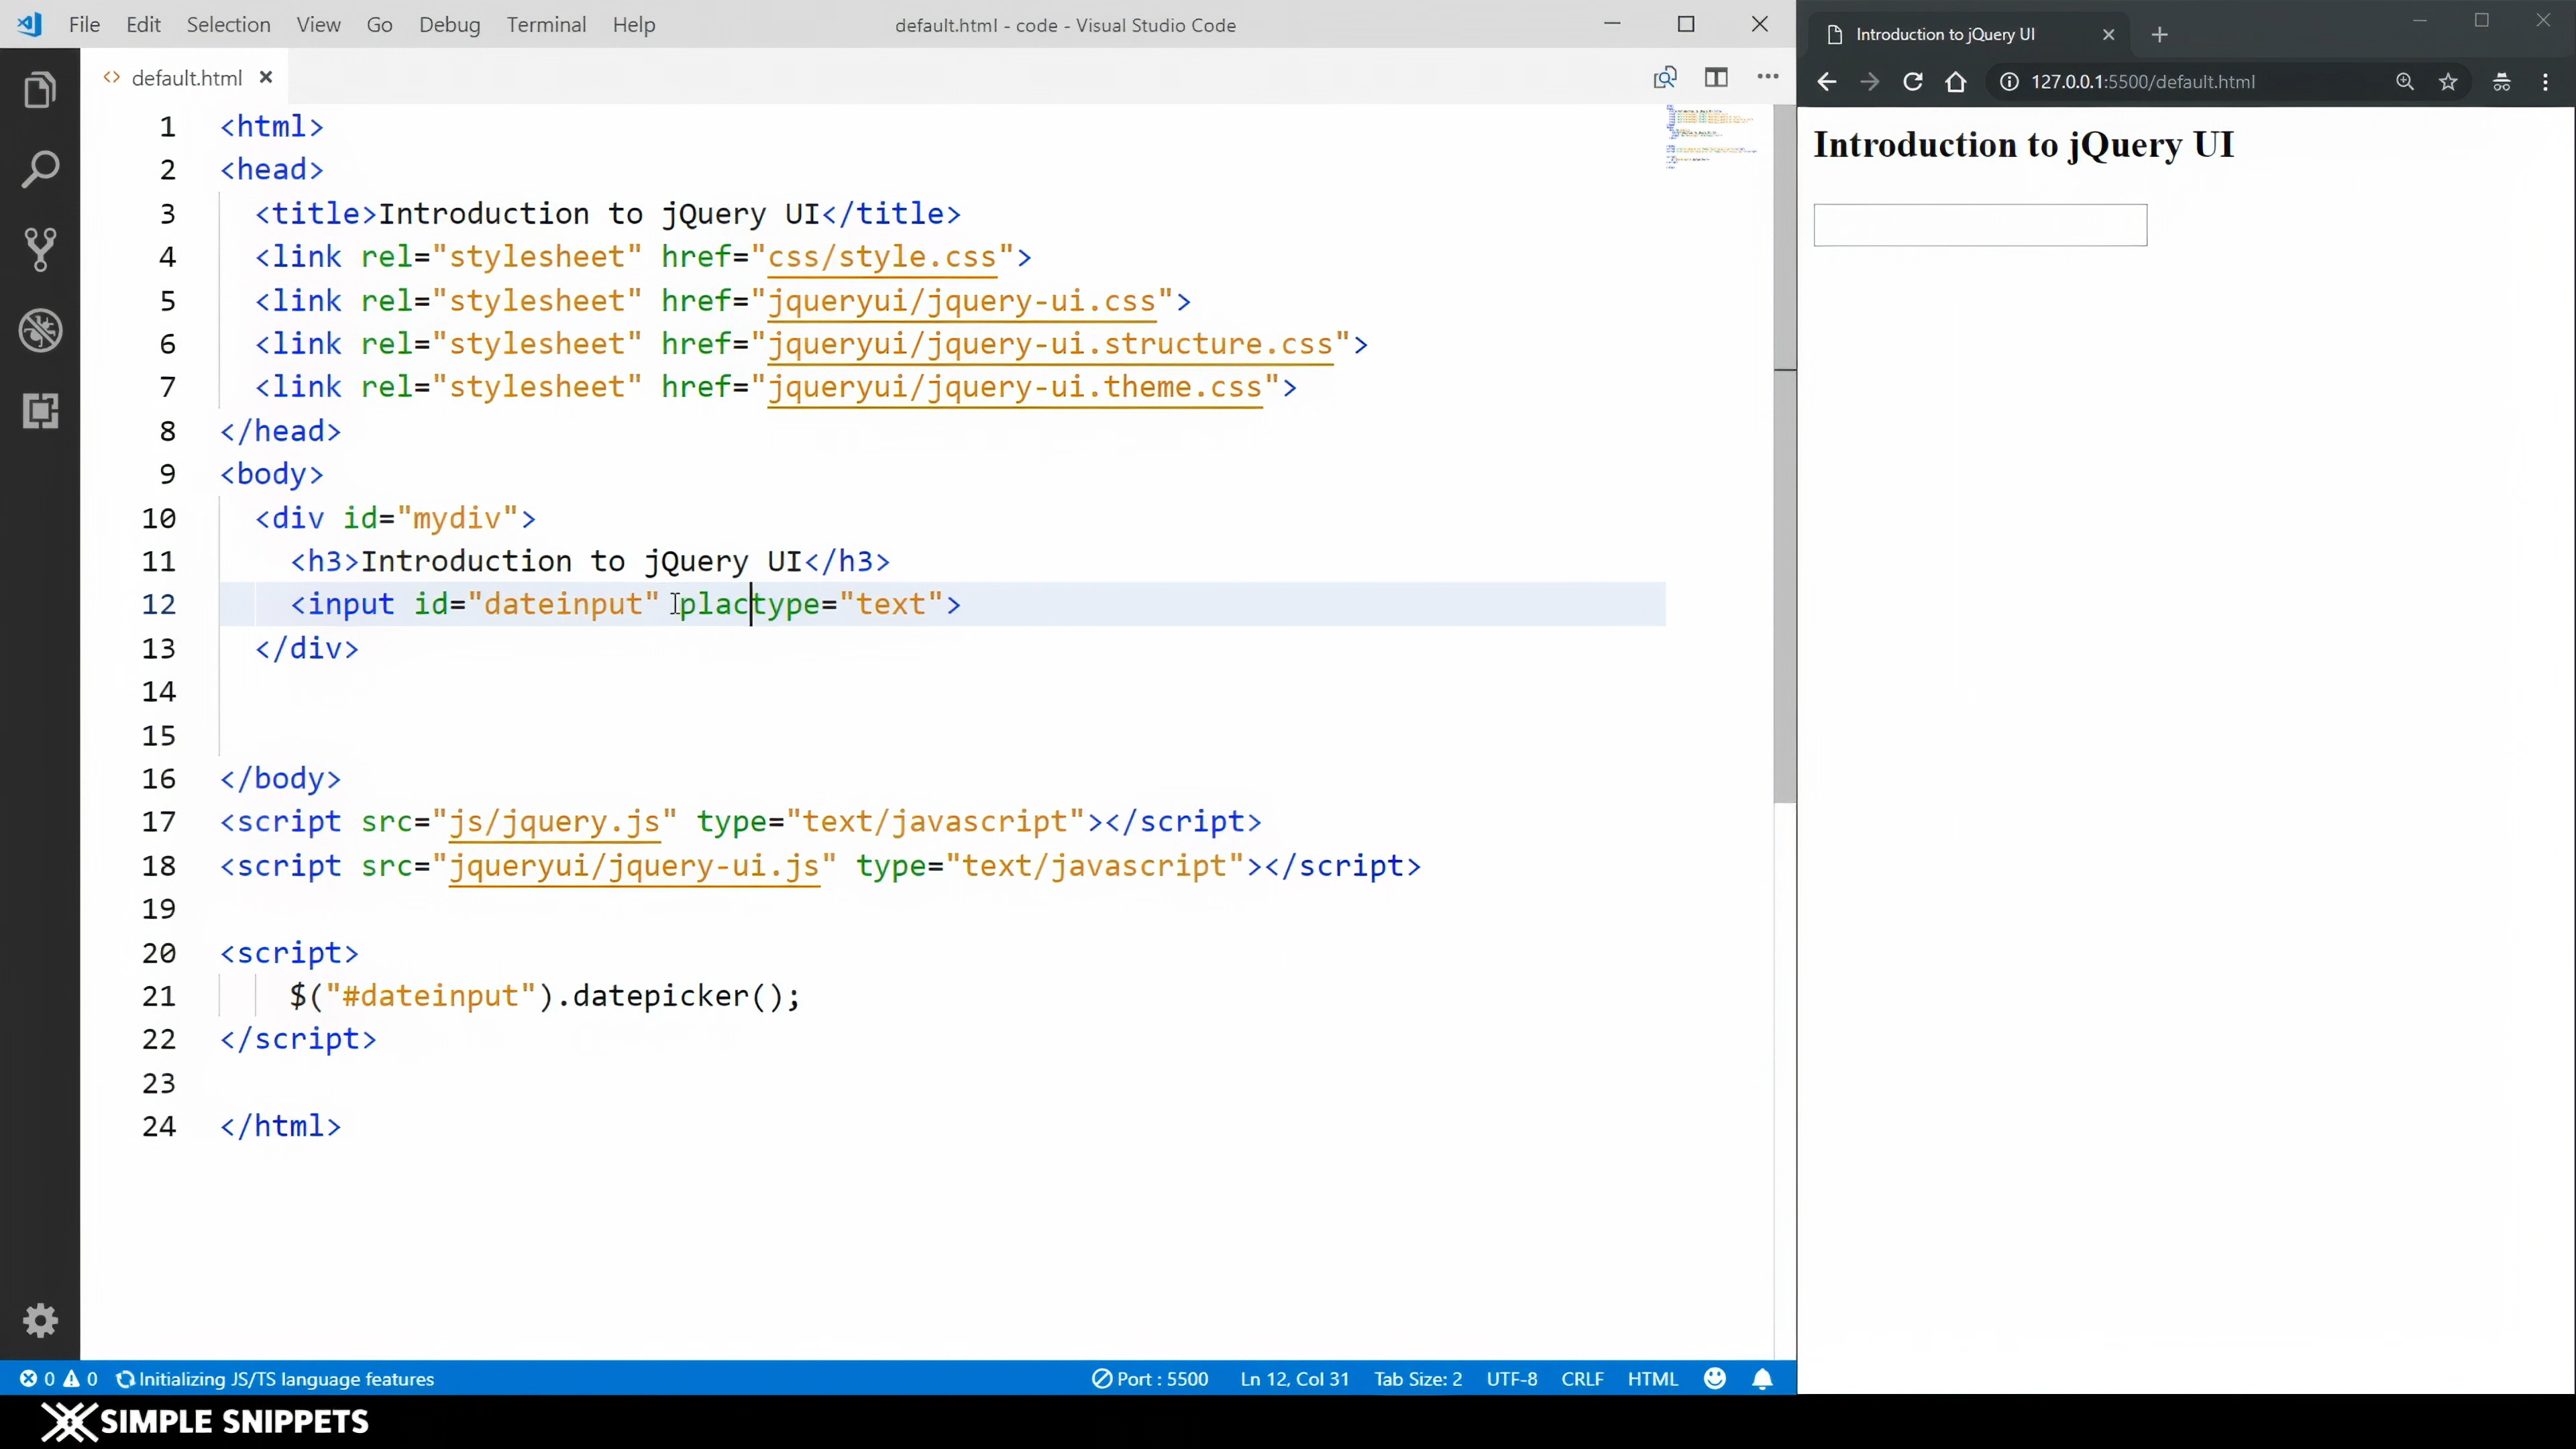 File Edit Selection View Go Debug Terminal Help
default.html - code - Visual Studio Code
default.html
1 <html>
2 <head>
3 <title>Introduction to jQuery UI</title>
4 <link rel="stylesheet" href="css/style.css">
5 <link rel="stylesheet" href="jqueryui/jquery-ui.css">
6 <link rel="stylesheet" href="jqueryui/jquery-ui.structure.css">
7 <link rel="stylesheet" href="jqueryui/jquery-ui.theme.css">
8 </head>
9 <body>
10 <div id="mydiv">
11 <h3>Introduction to jQuery UI</h3>
12 <input id="dateinput" plactype="text">
13 </div>
14
15
16 </body>
17 <script src="js/jquery.js" type="text/javascript"></script>
18 <script src="jqueryui/jquery-ui.js" type="text/javascript"></script>
19
20 <script>
21 $("#dateinput").datepicker();
22 </script>
23
24 </html>
0 0 Initializing JS/TS language features Port : 5500 Ln 12, Col 31 Tab Size: 2 UTF-8 CRLF HTML
Introduction to jQuery UI
127.0.0.1:5500/default.html
Introduction to jQuery UI
SIMPLE SNIPPETS